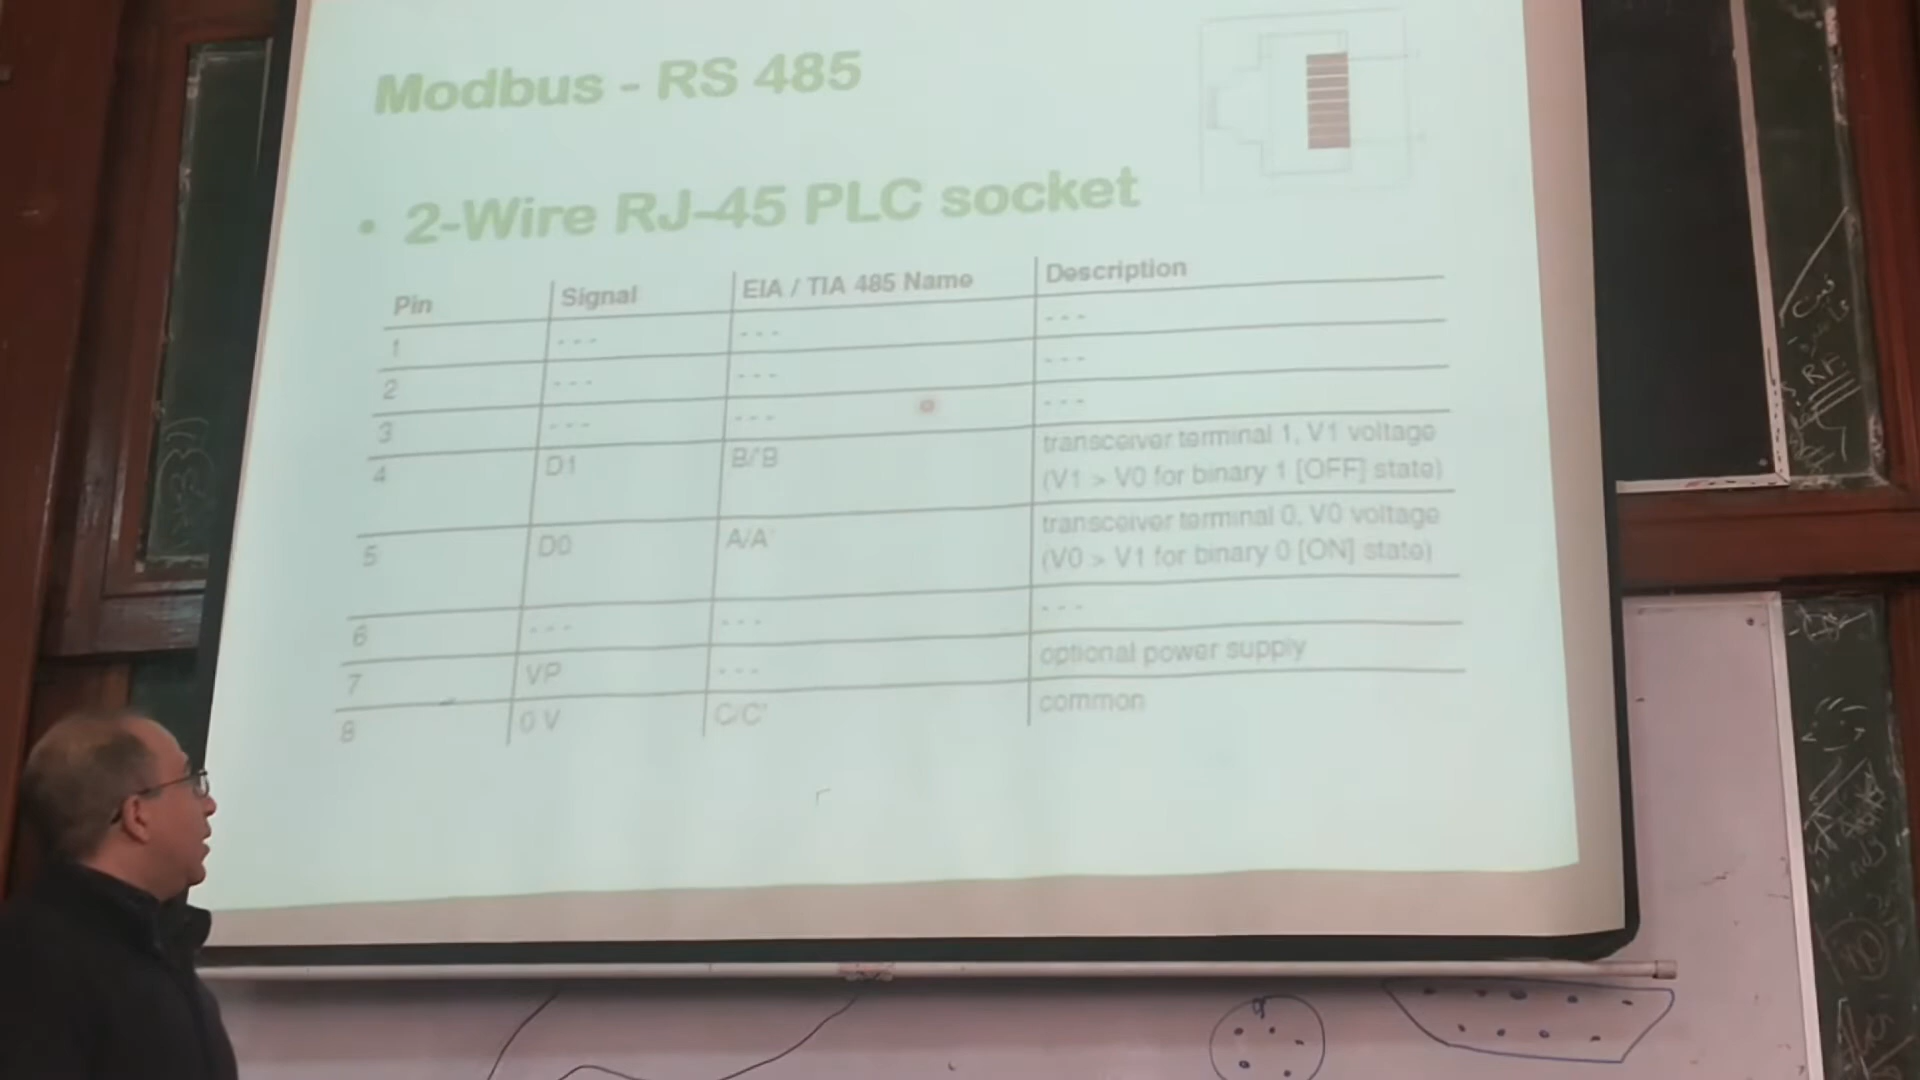 Modbus - RS 485
• 2-Wire RJ-45 PLC socket
Pin Signal EIA / TIA 485 Name Description
1 --- --- ---
2 --- --- ---
3 --- --- ---
4 D1 B/B' transceiver terminal 1, V1 voltage
(V1 > V0 for binary 1 [OFF] state)
5 D0 A/A' transceiver terminal 0, V0 voltage
(V0 > V1 for binary 0 [ON] state)
6 --- --- ---
7 VP --- optional power supply
8 0 V C/C' common
RF